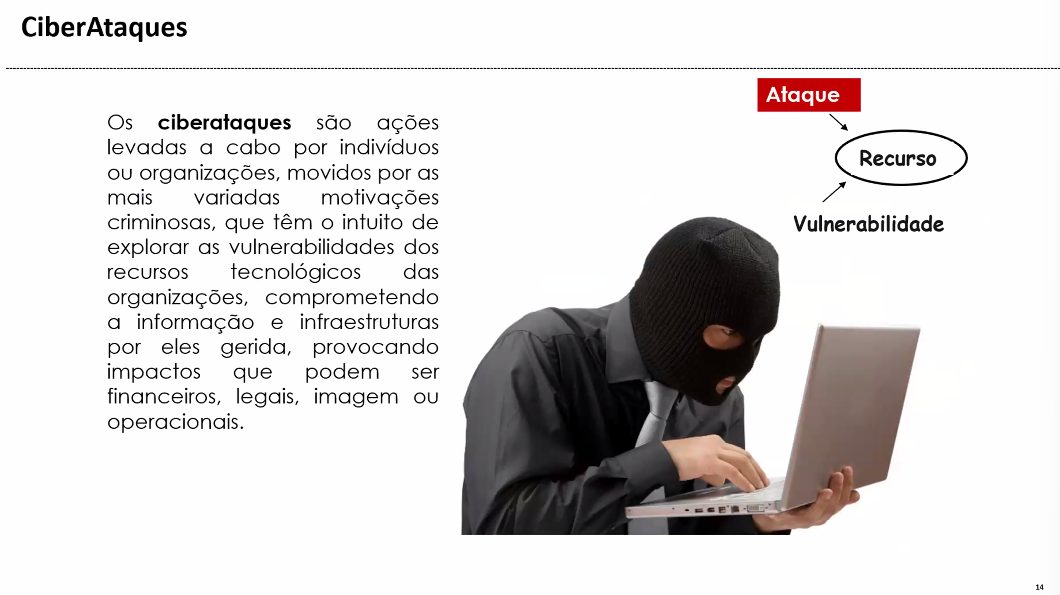 CiberAtaques
Os ciberataques são ações
levadas a cabo por indivíduos
ou organizações, movidos por as
mais variadas motivações
criminosas, que têm o intuito de
explorar as vulnerabilidades dos
recursos tecnológicos das
organizações, comprometendo
a informação e infraestruturas
por eles gerida, provocando
impactos que podem ser
financeiros, legais, imagem ou
operacionais.
Ataque
Recurso
Vulnerabilidade
14